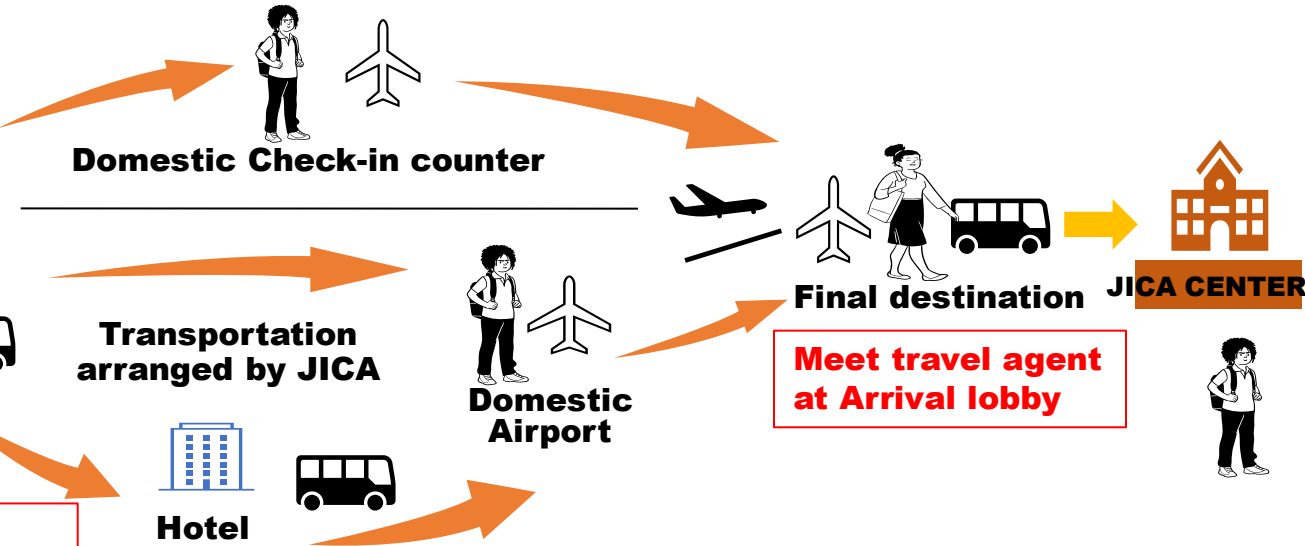 Domestic Check-in counter
Transportation
arranged by JICA
Domestic
Airport
Hotel
Final destination
JICA CENTER
Meet travel agent
at Arrival lobby